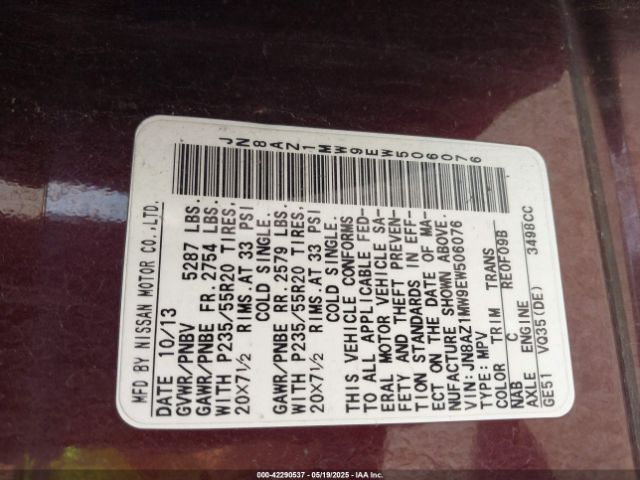 JN8AZ1MW9EW506076
MFD BY NISSAN MOTOR CO.,LTD.
DATE 10/13
GVWR/PNBV 5287 LBS.
GAWR/PNBE FR. 2754 LBS.
WITH P235/55R20 TIRES,
20X7½ RIMS AT 33 PSI
COLD SINGLE.
GAWR/PNBE RR. 2579 LBS.
WITH P235/55R20 TIRES,
20X7½ RIMS.AT 33 PSI
COLD SINGLE.
THIS VEHICLE CONFORMS
TO ALL APPLICABLE FED-
ERAL MOTOR VEHICLE SA-
FETY AND THEFT PREVEN-
TION STANDARDS IN EFF-
ECT ON THE DATE OF MA-
NUFACTURE SHOWN ABOVE.
VIN:JN8AZ1MW9EW506076
TYPE:MPV
COLOR TRIM TRANS
NAB C RE0F09B
AXLE ENGINE
GE51 VQ35(DE) 3498CC
000-42290537 - 05/19/2025 - IAA